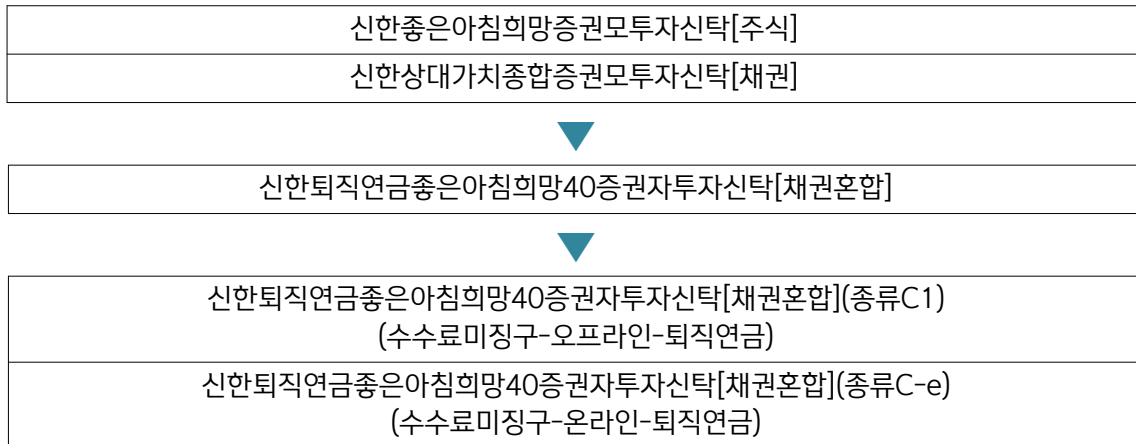 신한좋은아침희망증권모투자신탁[주식]
신한상대가치종합증권모투자신탁[채권]
신한퇴직연금좋은아침희망40증권자투자신탁[채권혼합]
신한퇴직연금좋은아침희망40증권자투자신탁[채권혼합](종류C1)
(수수료미징구-오프라인-퇴직연금)
신한퇴직연금좋은아침희망40증권자투자신탁[채권혼합](종류C-e)
(수수료미징구-온라인-퇴직연금)